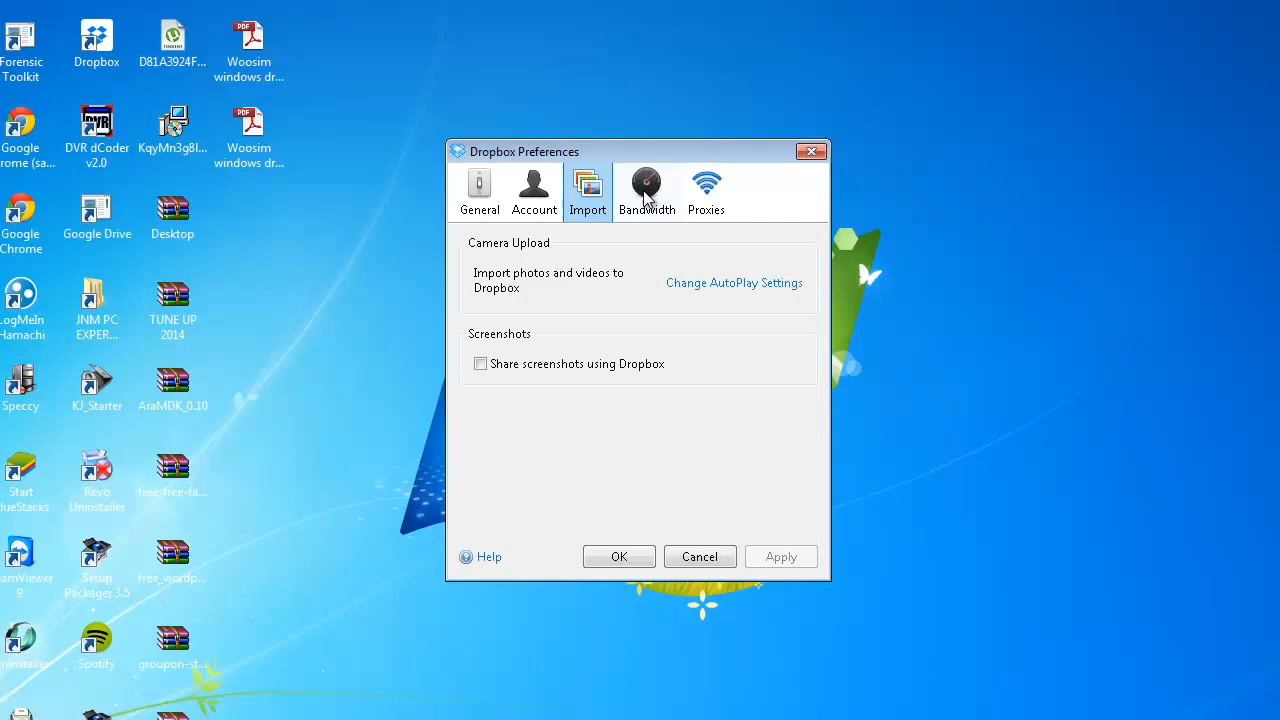 Forensic
Toolkit
Dropbox
D81A3924F...
Woosim
windows dr...
Google
rome (sa...
DVR dCoder
v2.0
KqyMn3g8I...
Woosim
windows dr...
Google
Chrome
Google Drive
Desktop
LogMeIn
Hamachi
JNM PC
EXPER...
TUNE UP
2014
Speccy
KJ_Starter
AraMDK_0.10
Start
lueStacks
Revo
Uninstaller
free_free-fa...
eamViewer
9
Setup
Packager 3.5
free_wordp...
ninstaller
Spotify
groupon-st...
Dropbox Preferences
General
Account
Import
Bandwidth
Proxies
Camera Upload
Import photos and videos to
Dropbox
Change AutoPlay Settings
Screenshots
Share screenshots using Dropbox
Help
OK
Cancel
Apply